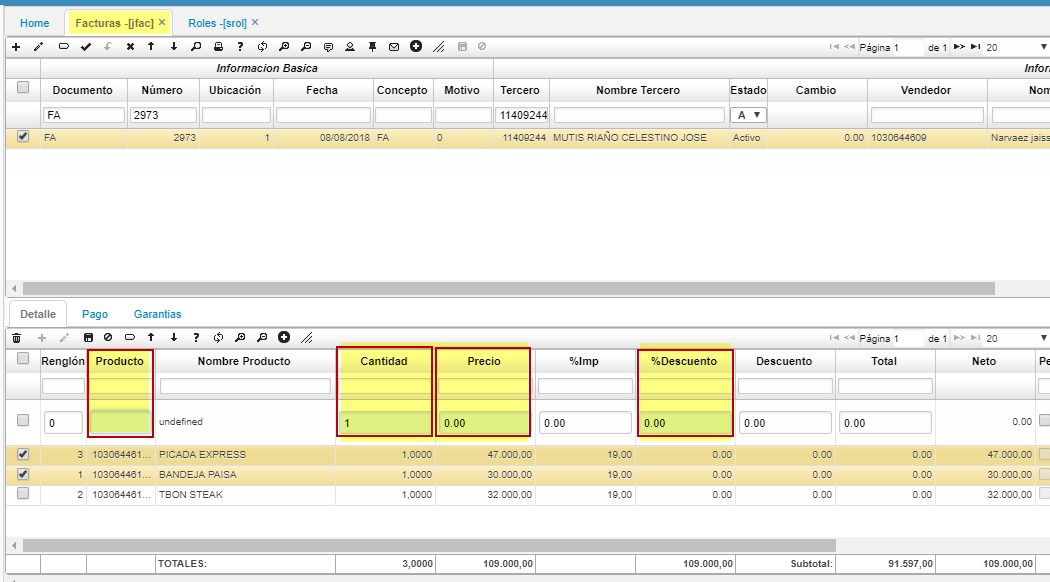 Home Facturas -[jfac] × Roles -[srol] ×
Página 1 de 1 20
Informacion Basica Infor
Documento Número Ubicación Fecha Concepto Motivo Tercero Nombre Tercero Estado Cambio Vendedor Nom
FA 2973 11409244 A
FA 2973 1 08/08/2018 FA 0 11409244 MUTIS RIAÑO CELESTINO JOSE Activo 0.00 1030644609 Narvaez jaiss
Detalle Pago Garantias
Página 1 de 1 20
Renglón Producto Nombre Producto Cantidad Precio %Imp %Descuento Descuento Total Neto Pe
0 undefined 1 0.00 0.00 0.00 0.00 0.00 0.00
3 103064461... PICADA EXPRESS 1,0000 47.000,00 19,00 0.00 0.00 0.00 47.000,00
1 103064461... BANDEJA PAISA 1,0000 30.000,00 19,00 0.00 0.00 0.00 30.000,00
2 103064461... TBON STEAK 1,0000 32.000,00 19,00 0.00 0.00 0.00 32.000,00
TOTALES: 3,0000 109.000,00 109.000,00 Subtotal: 91.597,00 109.000,00